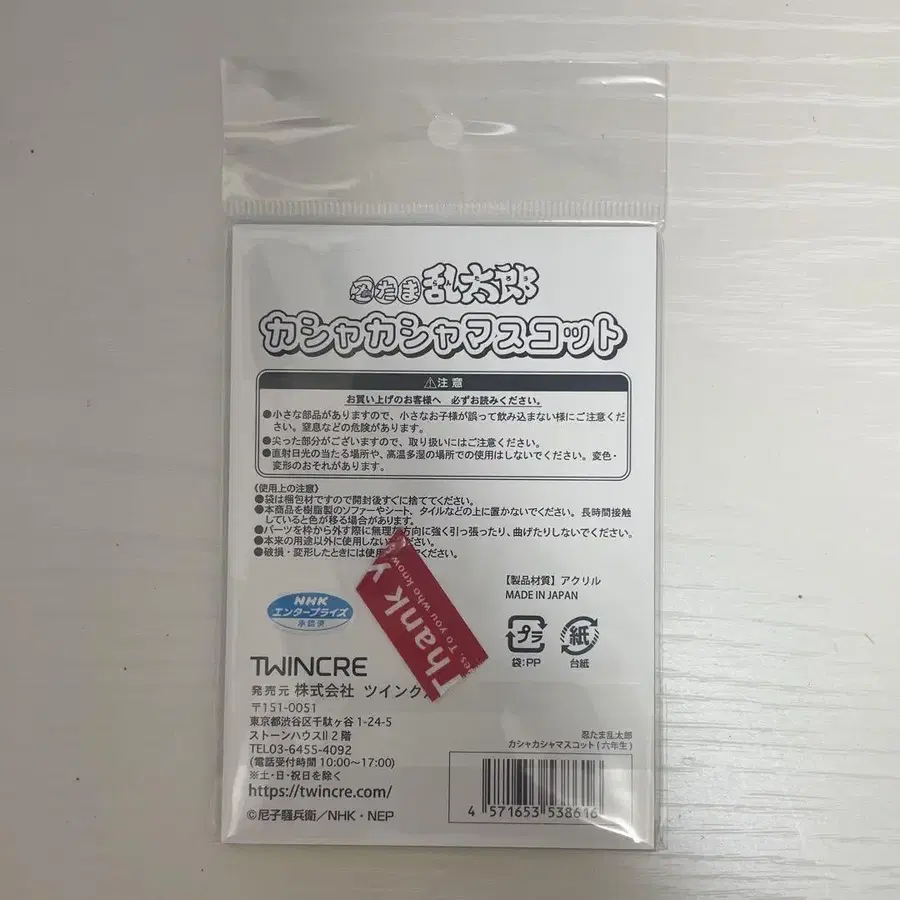 忍たま乱太郎
カシャカシャマスコット
⚠注意
お買い上げのお客様へ　必ずお読みください。
●小さな部品がありますので、小さなお子様が誤って飲み込まない様にご注意くだ
さい。窒息などの危険があります。
●尖った部分がございますので、取り扱いにはご注意ください。
●直射日光の当たる場所や、高温多湿の場所での使用はしないでください。変色・
変形のおそれがあります。
《使用上の注意》
●袋は梱包材ですので開封後すぐに捨ててください。
●本商品を樹脂製のソファーやシート、タイルなどの上に置かないでください。長時間接触
していると色が移る場合があります。
●パーツを枠から外す際に無理な方向に強く引っ張ったり、曲げたりしないでください。
●本来の用途以外に使用しない ください。
●破損・変形したときには使用 ください。
Thank y
es. To you who know
【製品材質】アクリル
MADE IN JAPAN
NHK
エンタープライズ
承認済
プラ
袋:PP
紙
台紙
TWINCRE
発売元 株式会社 ツインク
〒151-0051
東京都渋谷区千駄ヶ谷 1-24-5
ストーンハウスⅡ 2 階
TEL03-6455-4092
(電話受付時間 10:00〜17:00)
※土・日・祝日を除く
https://twincre.com/
©尼子騒兵衛／NHK・NEP
忍たま乱太郎
カシャカシャマスコット(六年生)
4 571653 538616